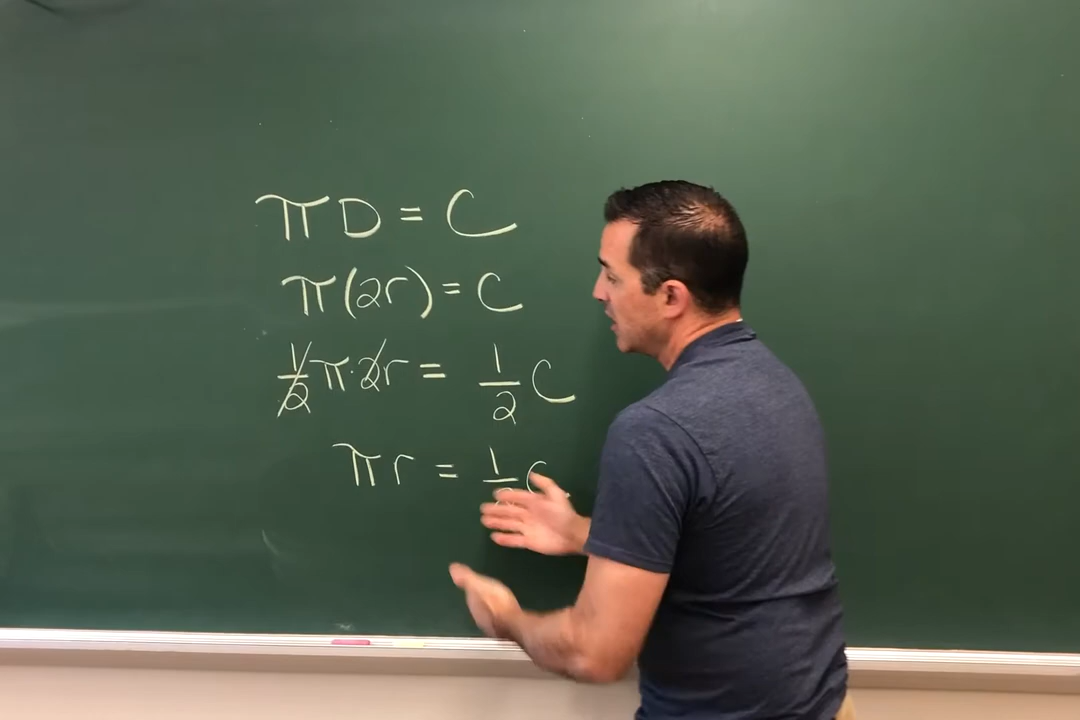 πD = C
π(2r) = C
1/2 π·2r = 1/2 C
πr = 1/2 C